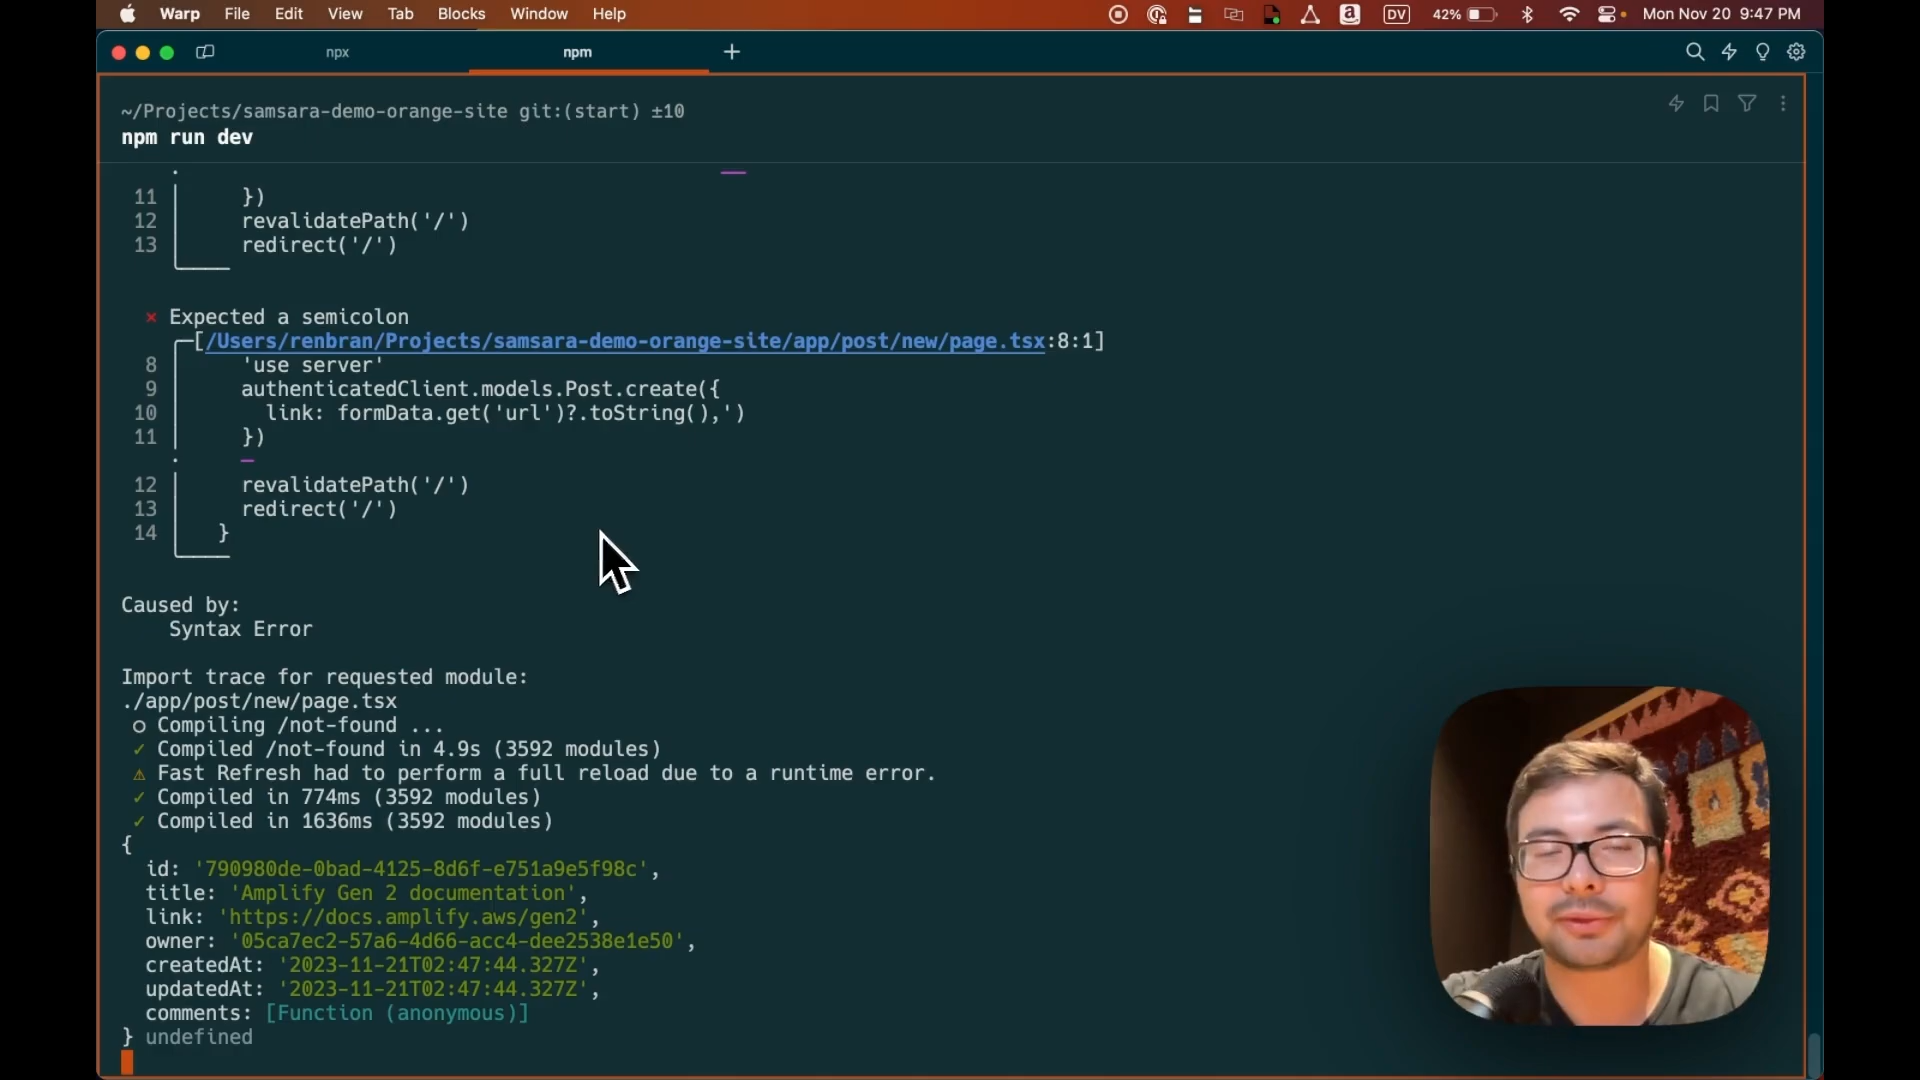 Warp File Edit View Tab Blocks Window Help DV 42% Mon Nov 20 9:47 PM
npx npm +
~/Projects/samsara-demo-orange-site git:(start) ±10
npm run dev
11 })
12 revalidatePath('/')
13 redirect('/')
× Expected a semicolon
[/Users/renbran/Projects/samsara-demo-orange-site/app/post/new/page.tsx:8:1]
8 'use server'
9 authenticatedClient.models.Post.create({
10 link: formData.get('url')?.toString(),')
11 })
12 revalidatePath('/')
13 redirect('/')
14 }
Caused by:
Syntax Error
Import trace for requested module:
./app/post/new/page.tsx
○ Compiling /not-found ...
✓ Compiled /not-found in 4.9s (3592 modules)
⚠ Fast Refresh had to perform a full reload due to a runtime error.
✓ Compiled in 774ms (3592 modules)
✓ Compiled in 1636ms (3592 modules)
{
id: '790980de-0bad-4125-8d6f-e751a9e5f98c',
title: 'Amplify Gen 2 documentation',
link: 'https://docs.amplify.aws/gen2',
owner: '05ca7ec2-57a6-4d66-acc4-dee2538e1e50',
createdAt: '2023-11-21T02:47:44.327Z',
updatedAt: '2023-11-21T02:47:44.327Z',
comments: [Function (anonymous)]
} undefined